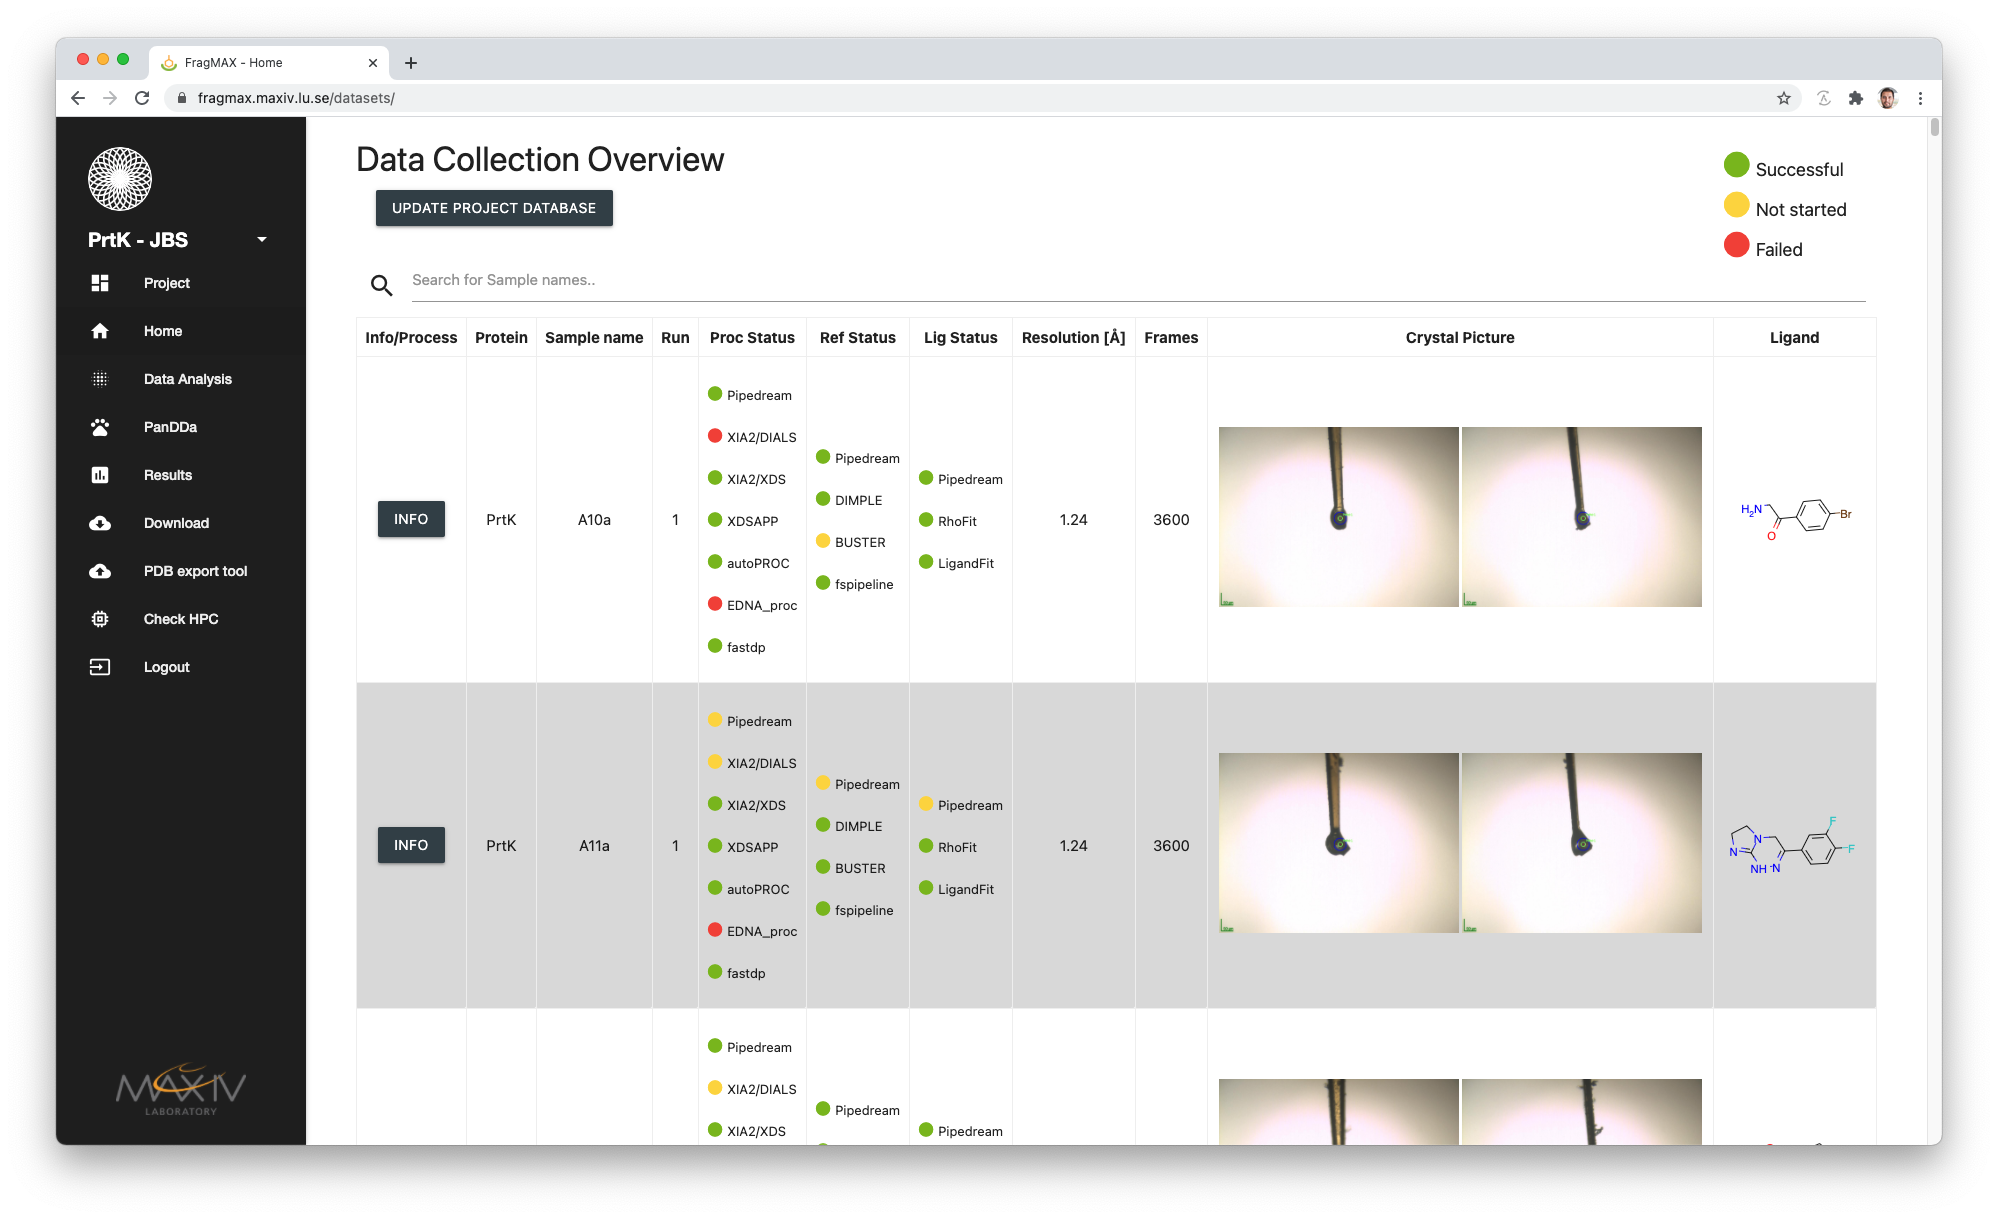 FragMAX - Home
fragmax.maxiv.lu.se/datasets/
PrtK - JBS
Project
Home
Data Analysis
PanDDa
Results
Download
PDB export tool
Check HPC
Logout
MAXIV
LABORATORY
Data Collection Overview
UPDATE PROJECT DATABASE
Successful
Not started
Failed
Search for Sample names..
Info/Process Protein Sample name Run Proc Status Ref Status Lig Status Resolution [Å] Frames Crystal Picture Ligand
INFO PrtK A10a 1
Pipedream
XIA2/DIALS
XIA2/XDS
XDSAPP
autoPROC
EDNA_proc
fastdp
Pipedream
DIMPLE
BUSTER
fspipeline
Pipedream
RhoFit
LigandFit
1.24 3600
H2N O Br
INFO PrtK A11a 1
Pipedream
XIA2/DIALS
XIA2/XDS
XDSAPP
autoPROC
EDNA_proc
fastdp
Pipedream
DIMPLE
BUSTER
fspipeline
Pipedream
RhoFit
LigandFit
1.24 3600
F
N F
N NH N
Pipedream
XIA2/DIALS
XIA2/XDS
Pipedream
Pipedream